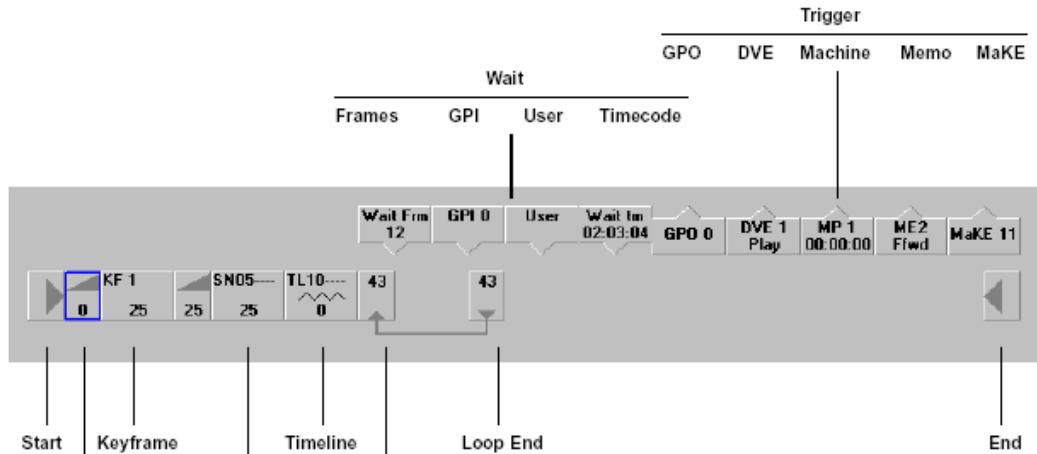 Trigger
GPO DVE Machine Memo MaKE
Wait
Frames GPI User Timecode
Wait Frm
12
GPI 0
User
Wait tm
02:03:04
GPO 0
DVE 1
Play
MP 1
00:00:00
ME2
Ffwd
MaKE 11
0
KF 1
25
25
SN05----
25
TL10----
0
43
43
Start Keyframe Timeline Loop End End